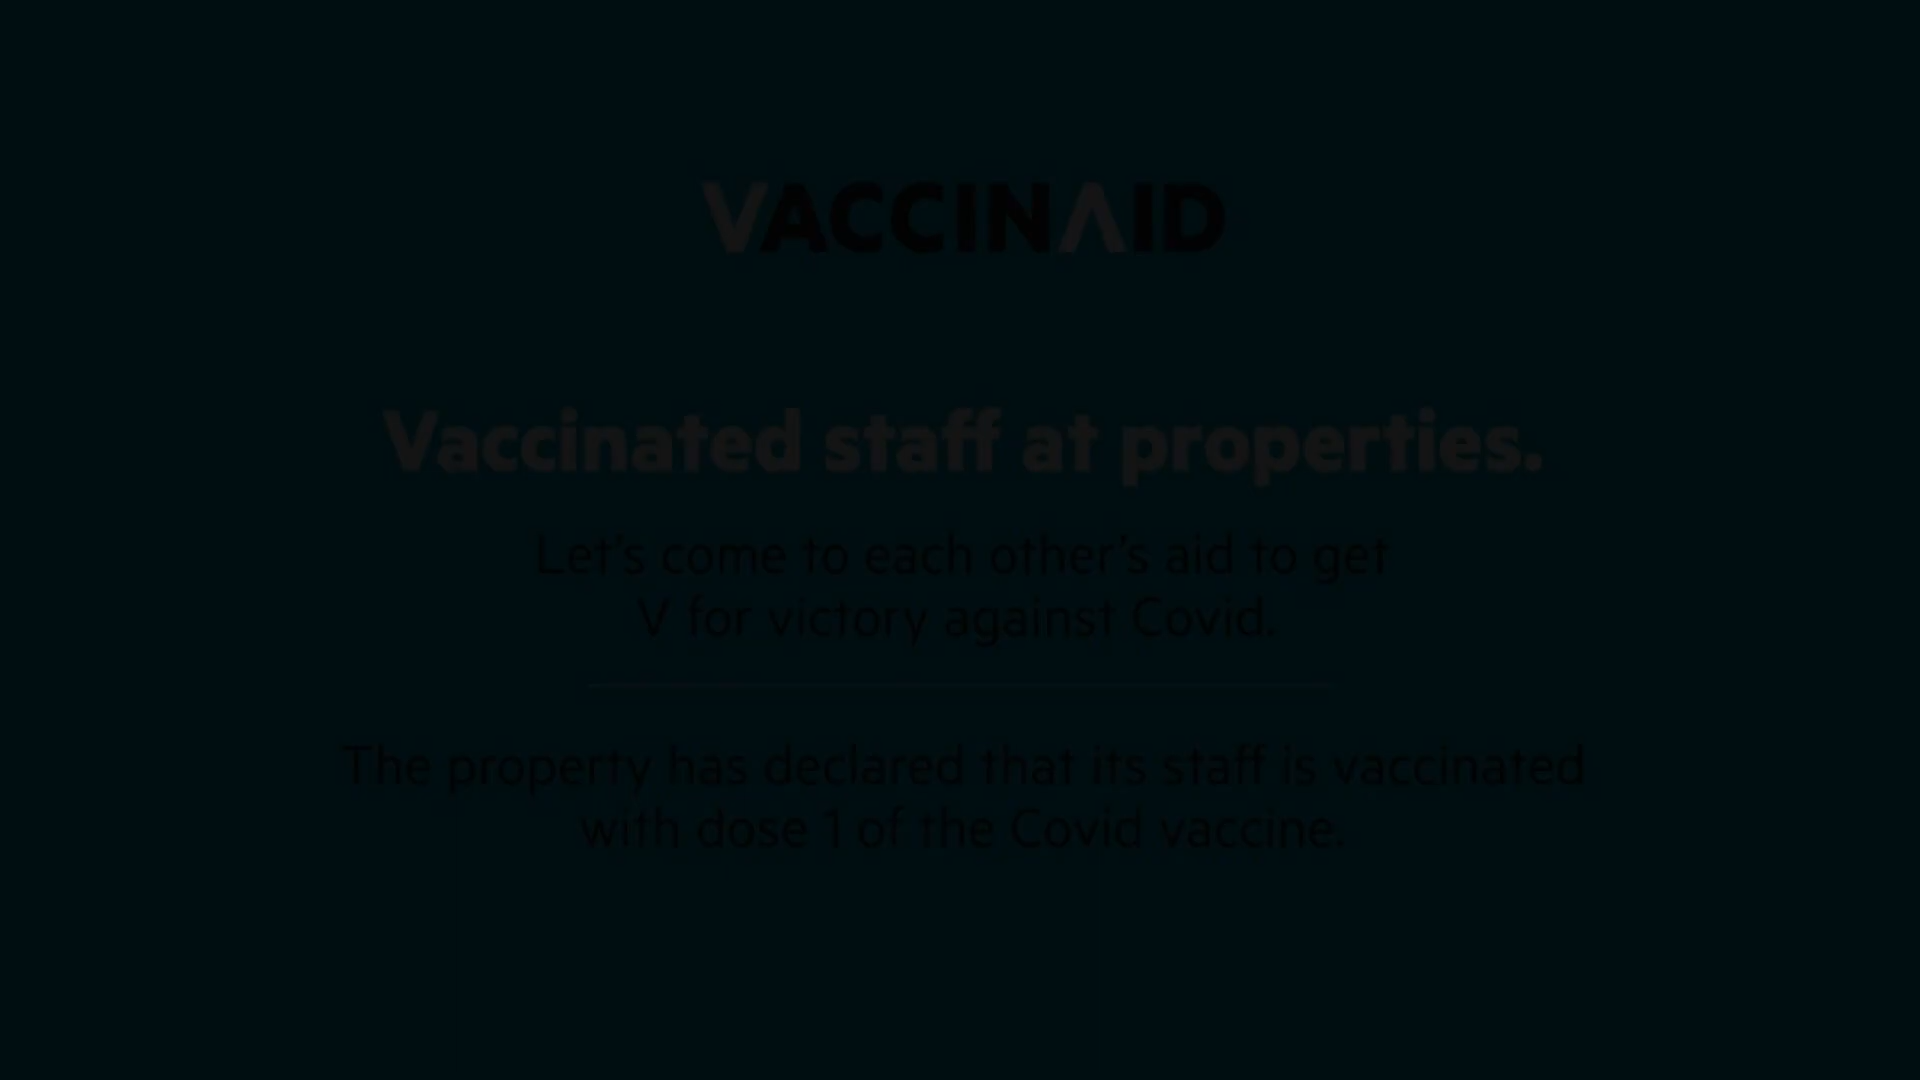 VACCINAID
Vaccinated staff at properties.
Let's come to each other's aid to get
V for victory against Covid.
The property has declared that its staff is vaccinated
with dose 1 of the Covid vaccine.